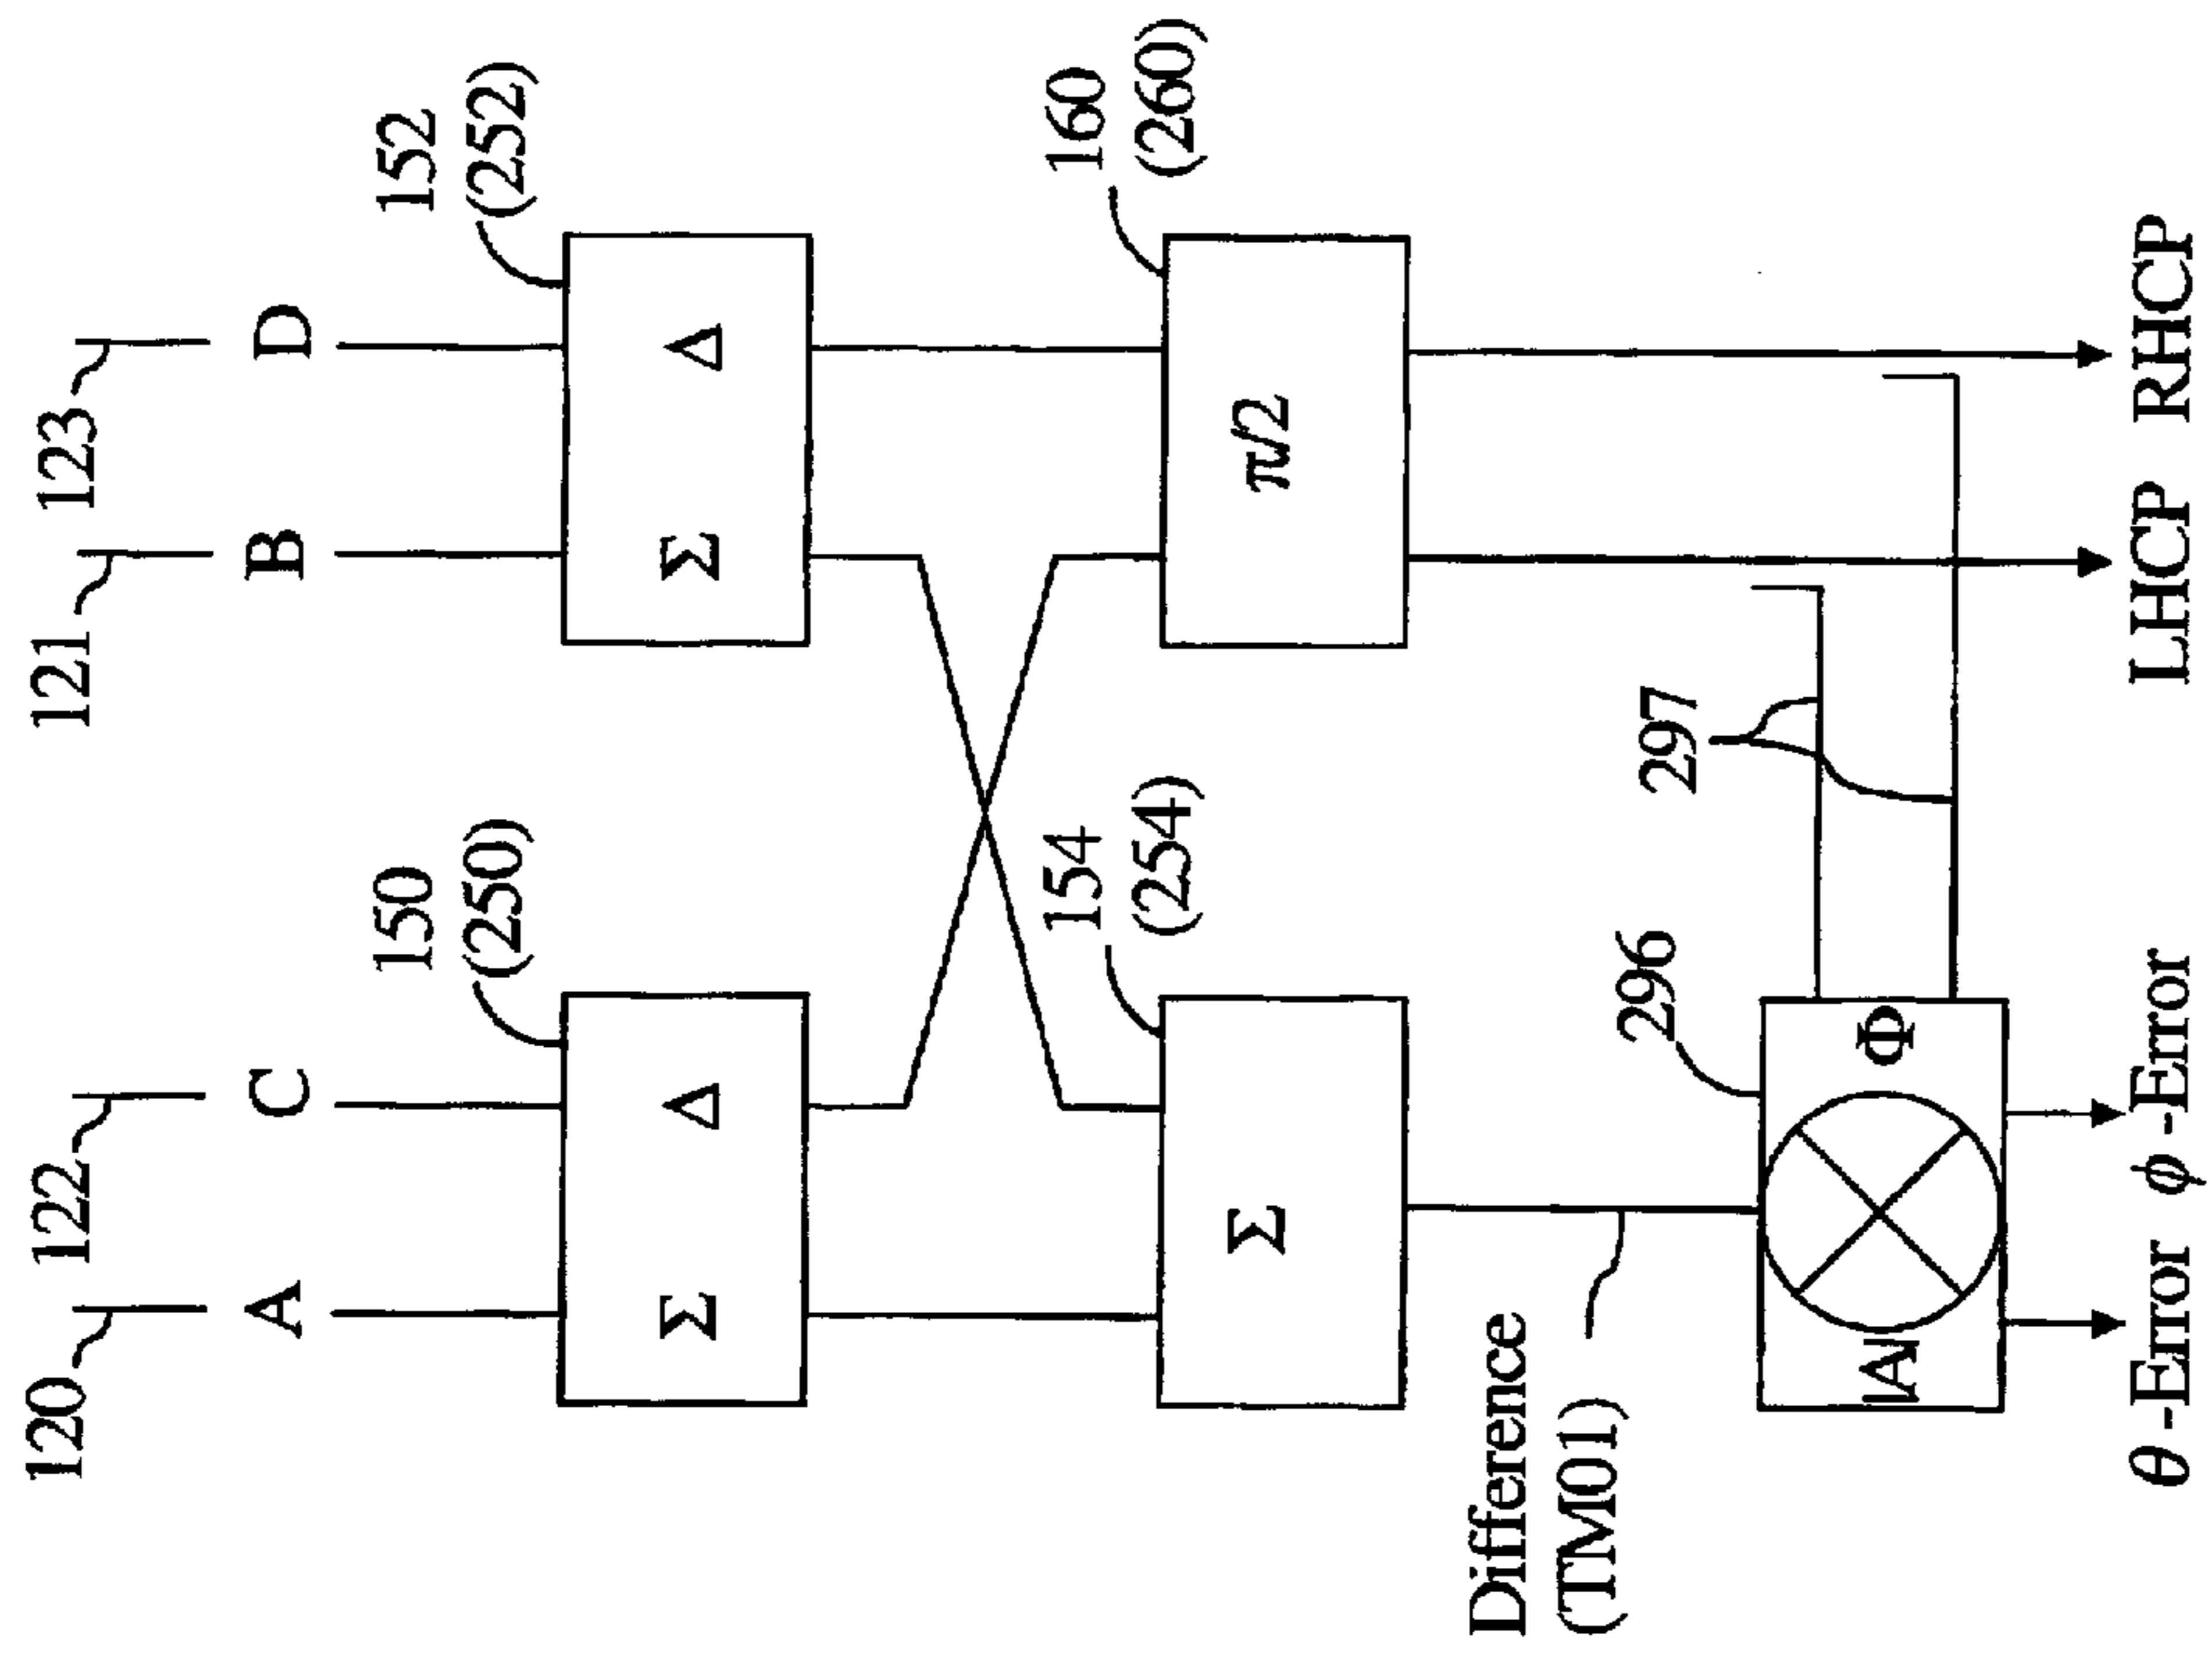 120
122
121
123
A
C
B
D
150
(250)
152
(252)
Σ
Δ
Σ
Δ
154
(254)
160
(260)
Σ
π/2
Difference
(TM01)
296
297
|A|
Φ
θ-Error
ϕ-Error
LHCP
RHCP